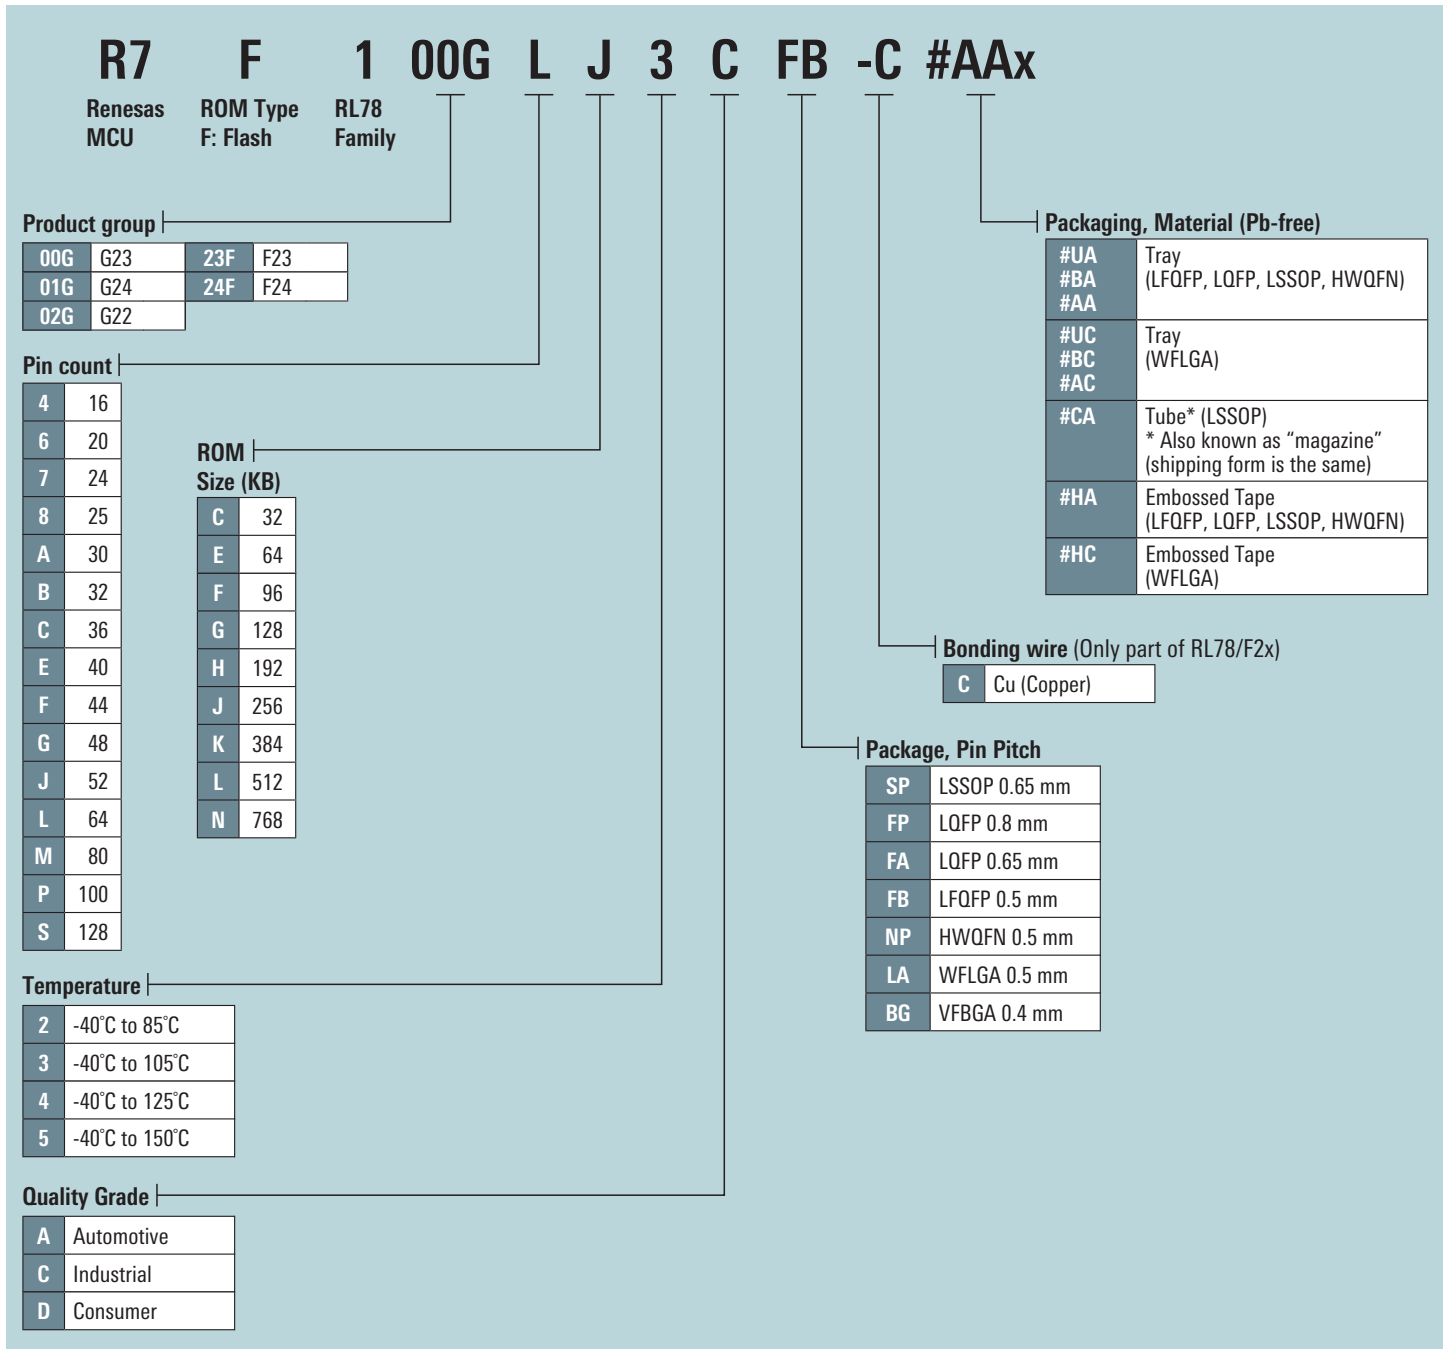 R7 F 1 00G L J 3 C FB -C #AAx
Renesas ROM Type RL78
MCU F: Flash Family
Product group
00G G23 23F F23
01G G24 24F F24
02G G22
Pin count
4 16
6 20
7 24
8 25
A 30
B 32
C 36
E 40
F 44
G 48
J 52
L 64
M 80
P 100
S 128
ROM
Size (KB)
C 32
E 64
F 96
G 128
H 192
J 256
K 384
L 512
N 768
Temperature
2 -40°C to 85°C
3 -40°C to 105°C
4 -40°C to 125°C
5 -40°C to 150°C
Quality Grade
A Automotive
C Industrial
D Consumer
Packaging, Material (Pb-free)
#UA Tray
#BA (LFQFP, LQFP, LSSOP, HWQFN)
#AA
#UC Tray
#BC (WFLGA)
#AC
#CA Tube* (LSSOP)
* Also known as “magazine”
(shipping form is the same)
#HA Embossed Tape
(LFQFP, LQFP, LSSOP, HWQFN)
#HC Embossed Tape
(WFLGA)
Bonding wire (Only part of RL78/F2x)
C Cu (Copper)
Package, Pin Pitch
SP LSSOP 0.65 mm
FP LQFP 0.8 mm
FA LQFP 0.65 mm
FB LFQFP 0.5 mm
NP HWQFN 0.5 mm
LA WFLGA 0.5 mm
BG VFBGA 0.4 mm